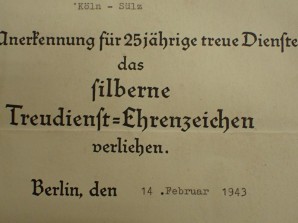 Köln - Sülz
Anerkennung für 25jährige treue Dienste
das
silberne
Treudienst=Ehrenzeichen
verliehen.
Berlin, den 14.Februar 1943